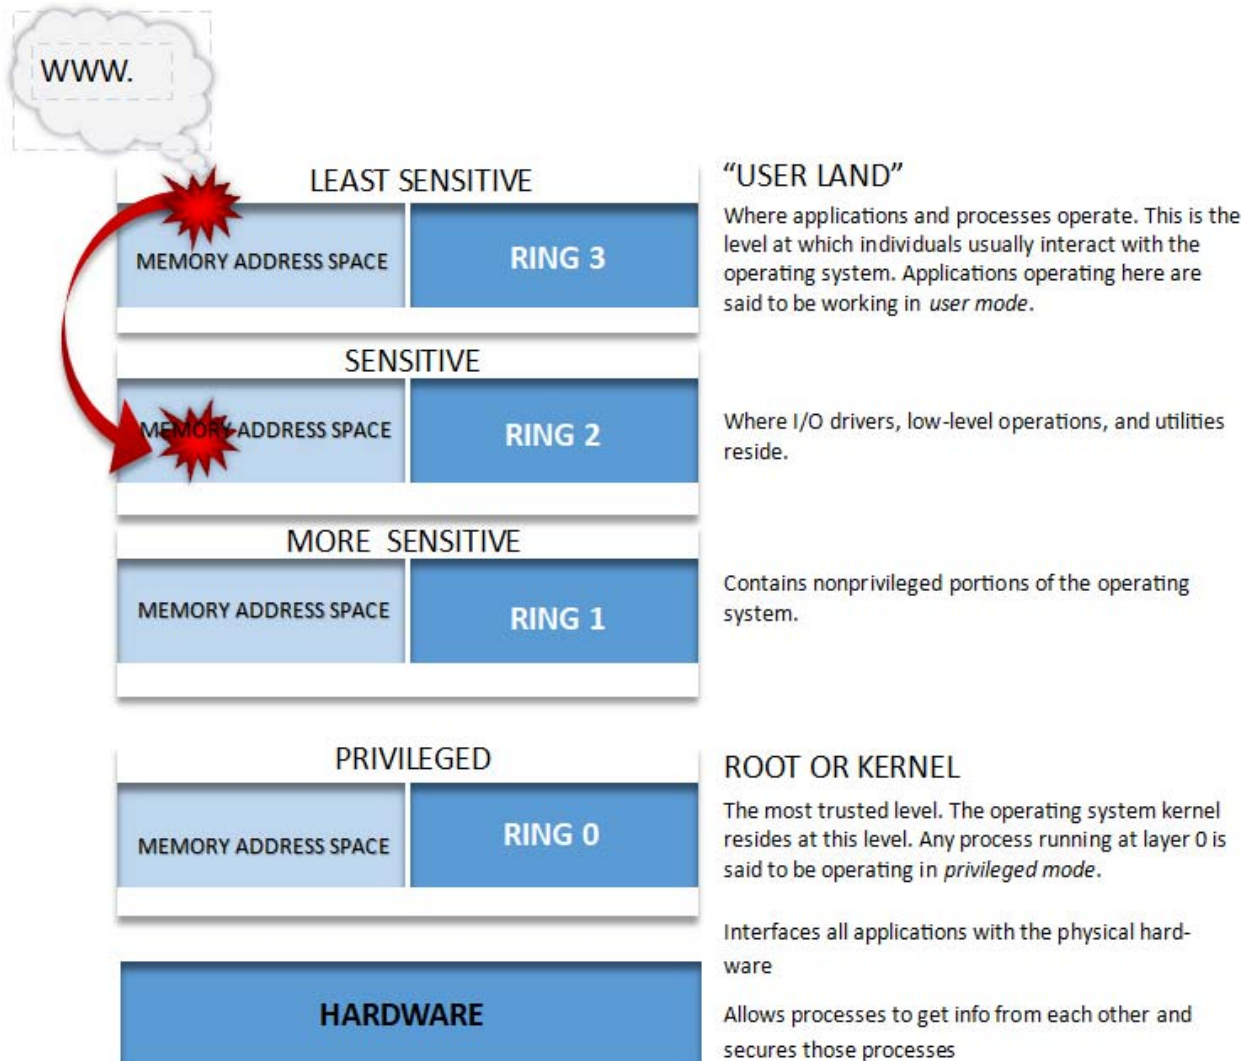 WWW.
LEAST SENSITIVE
MEMORY ADDRESS SPACE
RING 3
“USER LAND”
Where applications and processes operate. This is the
level at which individuals usually interact with the
operating system. Applications operating here are
said to be working in user mode.
SENSITIVE
MEMORY ADDRESS SPACE
RING 2
Where I/O drivers, low-level operations, and utilities
reside.
MORE SENSITIVE
MEMORY ADDRESS SPACE
RING 1
Contains nonprivileged portions of the operating
system.
PRIVILEGED
MEMORY ADDRESS SPACE
RING 0
ROOT OR KERNEL
The most trusted level. The operating system kernel
resides at this level. Any process running at layer 0 is
said to be operating in privileged mode.
Interfaces all applications with the physical hard-
ware
HARDWARE
Allows processes to get info from each other and
secures those processes